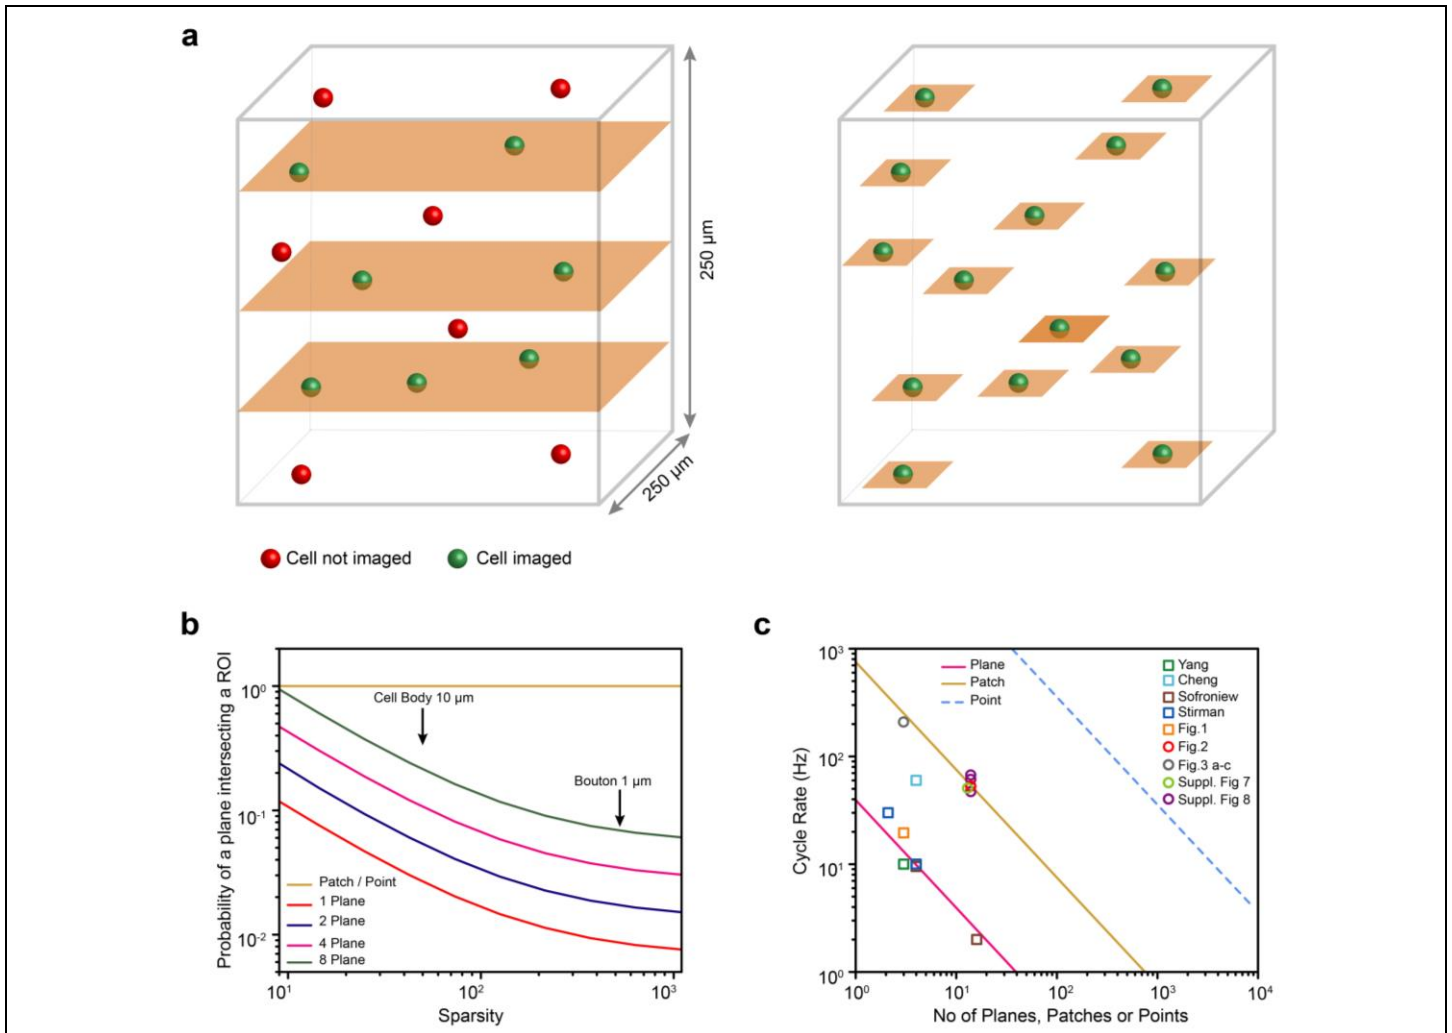 a
250 µm
250 µm
Cell not imaged
Cell imaged
b
Probability of a plane intersecting a ROI
10⁰
10⁻¹
10⁻²
Cell Body 10 µm
Bouton 1 µm
Patch / Point
1 Plane
2 Plane
4 Plane
8 Plane
10¹
10²
10³
Sparsity
c
Cycle Rate (Hz)
10³
10²
10¹
10⁰
Plane
Patch
Point
Yang
Cheng
Sofroniew
Stirman
Fig.1
Fig.2
Fig.3 a-c
Suppl. Fig 7
Suppl. Fig 8
10⁰
10¹
10²
10³
10⁴
No of Planes, Patches or Points